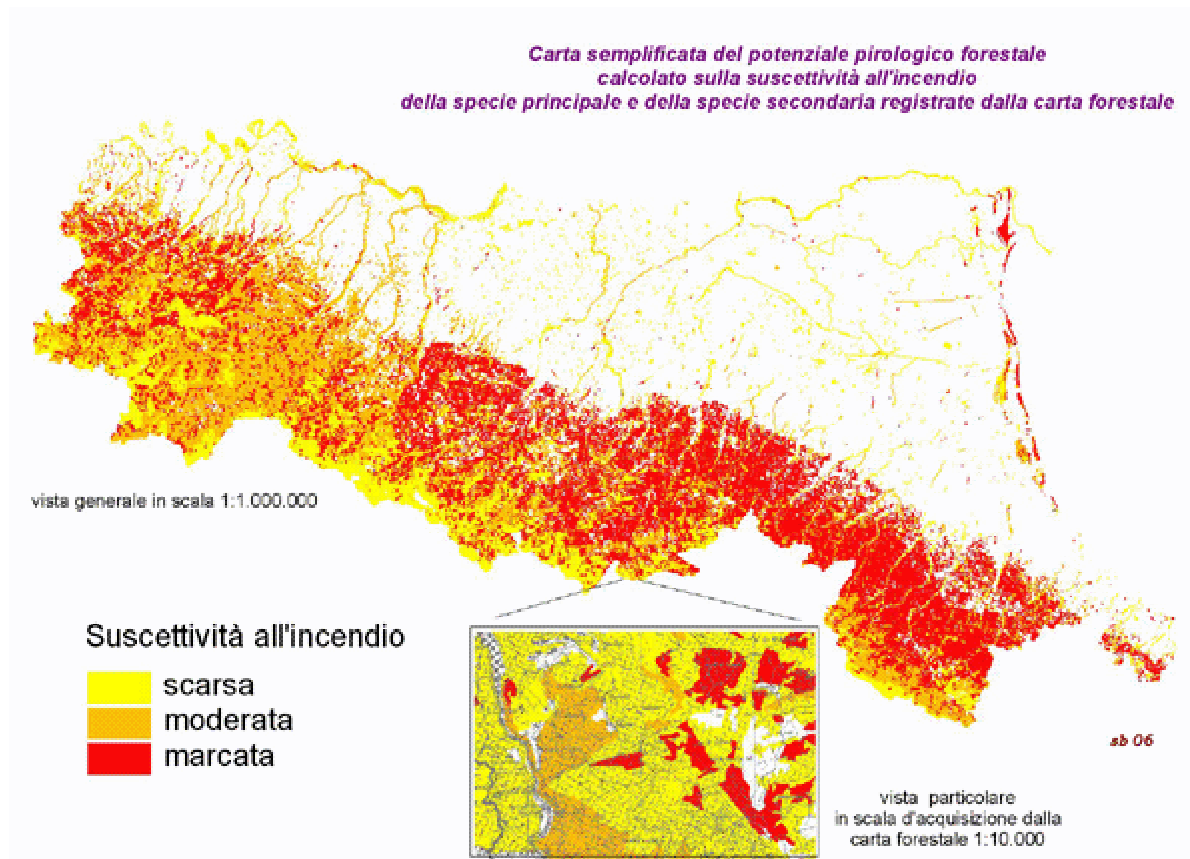 Carta semplificata del potenziale pirologico forestale
calcolato sulla suscettività all'incendio
della specie principale e della specie secondaria registrate dalla carta forestale
vista generale in scala 1:1.000.000
Suscettività all'incendio
scarsa
moderata
marcata
sb 06
vista particolare
in scala d'acquisizione dalla
carta forestale 1:10.000